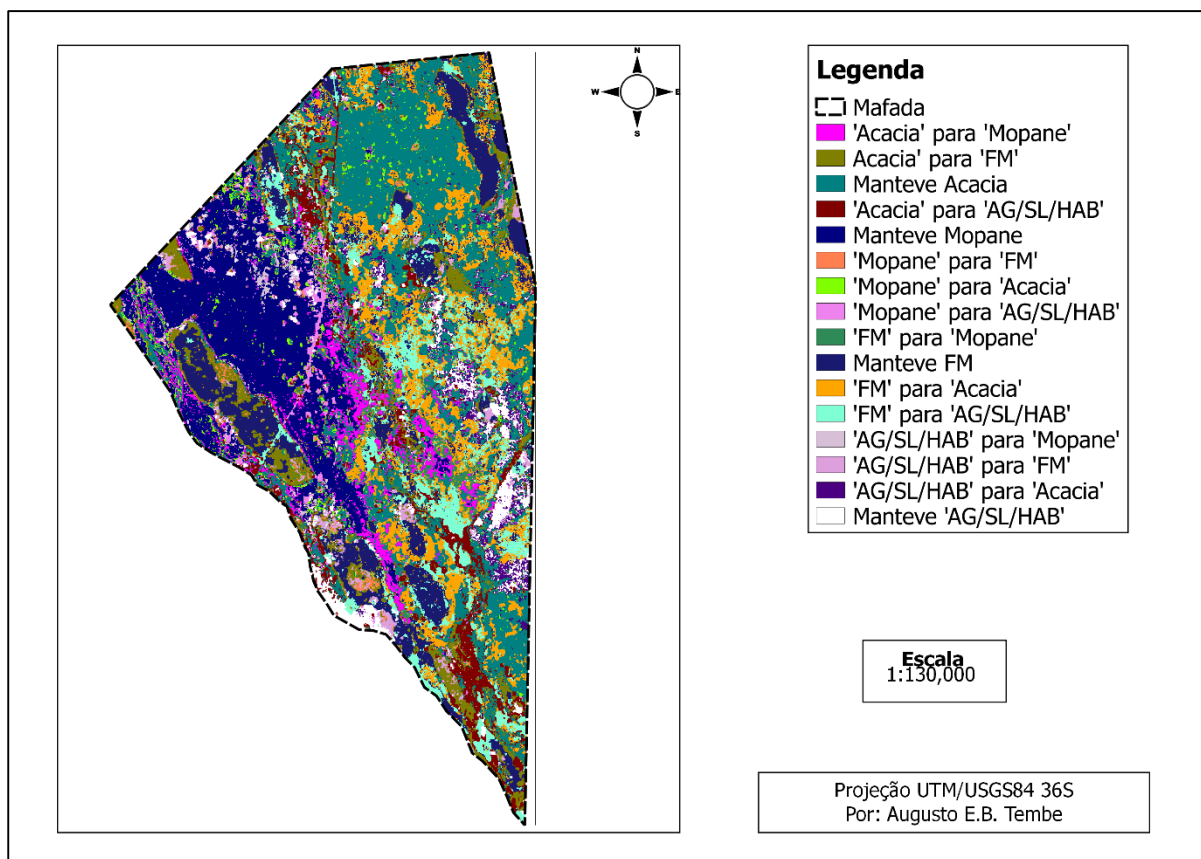 N
W
E
S
Legenda
Mafada
'Acacia' para 'Mopane'
Acacia' para 'FM'
Manteve Acacia
'Acacia' para 'AG/SL/HAB'
Manteve Mopane
'Mopane' para 'FM'
'Mopane' para 'Acacia'
'Mopane' para 'AG/SL/HAB'
'FM' para 'Mopane'
Manteve FM
'FM' para 'Acacia'
'FM' para 'AG/SL/HAB'
'AG/SL/HAB' para 'Mopane'
'AG/SL/HAB' para 'FM'
'AG/SL/HAB' para 'Acacia'
Manteve 'AG/SL/HAB'
Escala
1:130,000
Projeção UTM/USGS84 36S
Por: Augusto E.B. Tembe